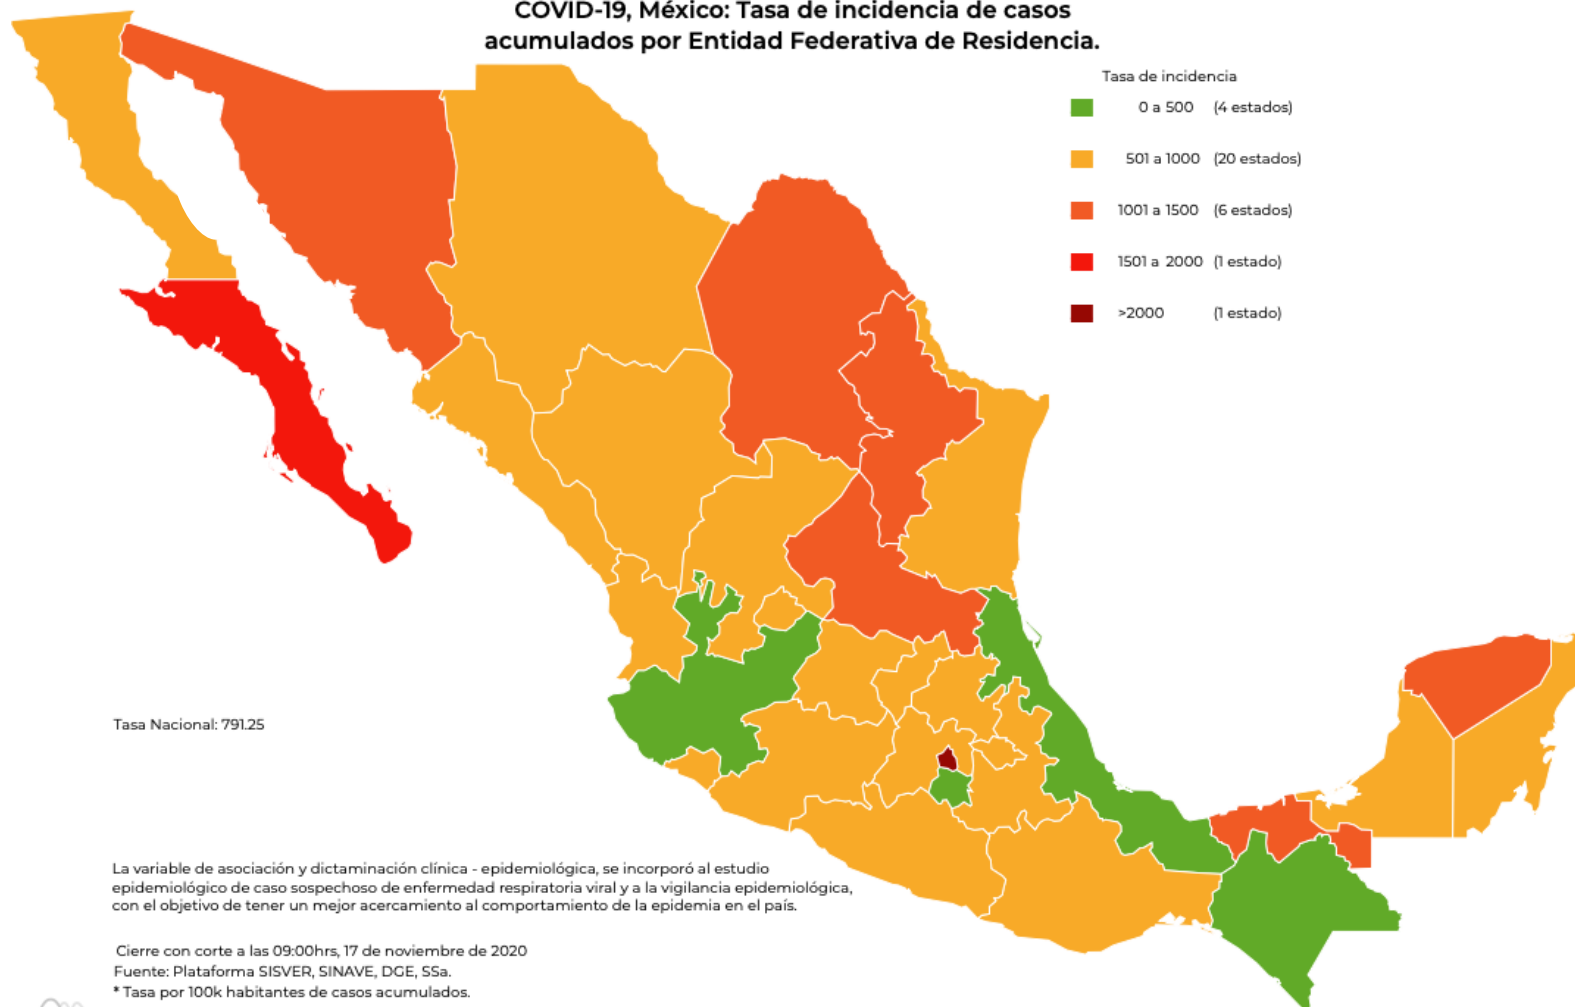 COVID-19, México: Tasa de incidencia de casos
acumulados por Entidad Federativa de Residencia.
Tasa de incidencia
0 a 500 (4 estados)
501 a 1000 (20 estados)
1001 a 1500 (6 estados)
1501 a 2000 (1 estado)
>2000 (1 estado)
Tasa Nacional: 791.25
La variable de asociación y dictaminación clínica - epidemiológica, se incorporó al estudio
epidemiológico de caso sospechoso de enfermedad respiratoria viral y a la vigilancia epidemiológica,
con el objetivo de tener un mejor acercamiento al comportamiento de la epidemia en el país.
Cierre con corte a las 09:00hrs, 17 de noviembre de 2020
Fuente: Plataforma SISVER, SINAVE, DGE, SSa.
* Tasa por 100k habitantes de casos acumulados.